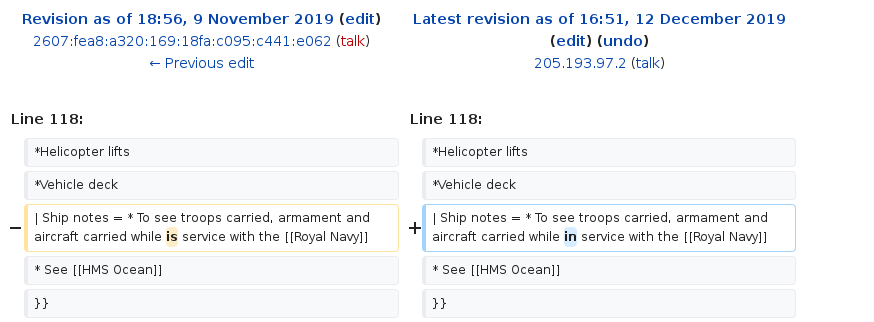 Revision as of 18:56, 9 November 2019 (edit)
2607:fea8:a320:169:18fa:c095:c441:e062 (talk)
← Previous edit
Latest revision as of 16:51, 12 December 2019
(edit) (undo)
205.193.97.2 (talk)
Line 118:
*Helicopter lifts
*Vehicle deck
− | Ship notes = * To see troops carried, armament and
aircraft carried while is service with the [[Royal Navy]]
* See [[HMS Ocean]]
}}
Line 118:
*Helicopter lifts
*Vehicle deck
+ | Ship notes = * To see troops carried, armament and
aircraft carried while in service with the [[Royal Navy]]
* See [[HMS Ocean]]
}}